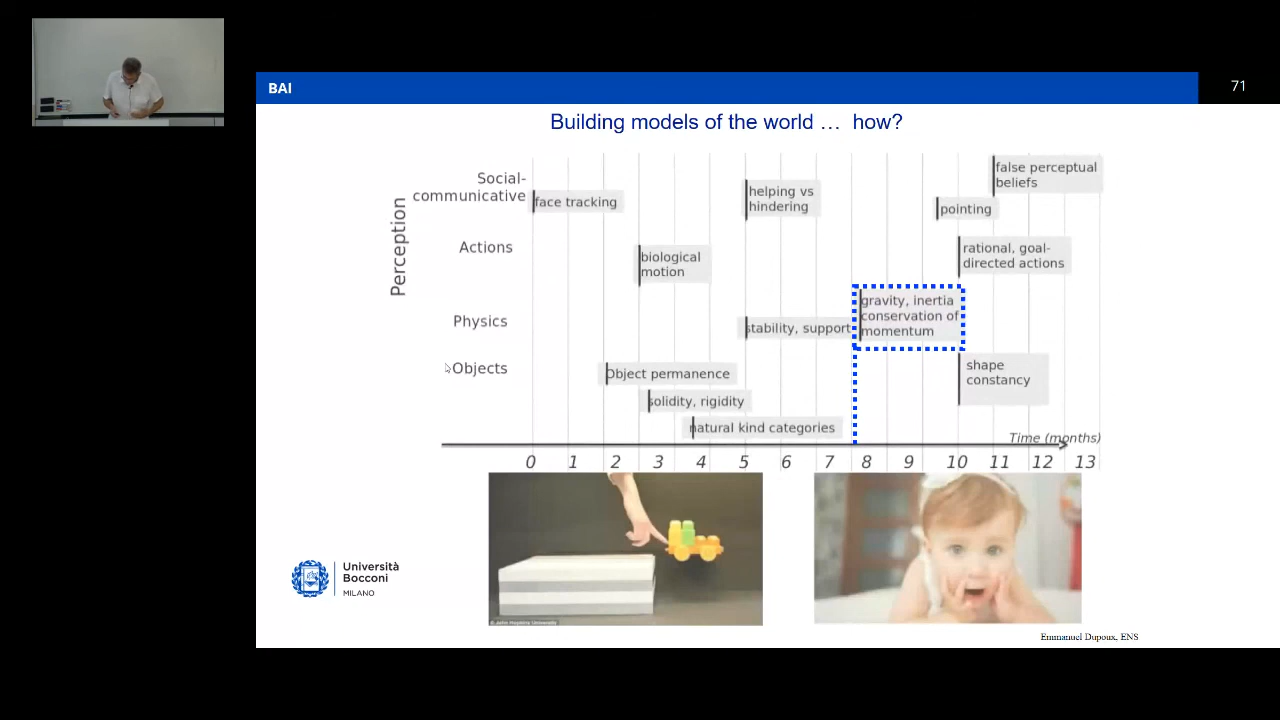 BAI
71
Building models of the world … how?
Perception
Social-
communicative
face tracking
helping vs
hindering
false perceptual
beliefs
pointing
Actions
biological
motion
rational, goal-
directed actions
Physics
stability, support
gravity, inertia
conservation of
momentum
Objects
Object permanence
solidity, rigidity
natural kind categories
shape
constancy
Time (months)
0 1 2 3 4 5 6 7 8 9 10 11 12 13
Università
Bocconi
MILANO
© John Hopkins University
Emmanuel Dupoux, ENS